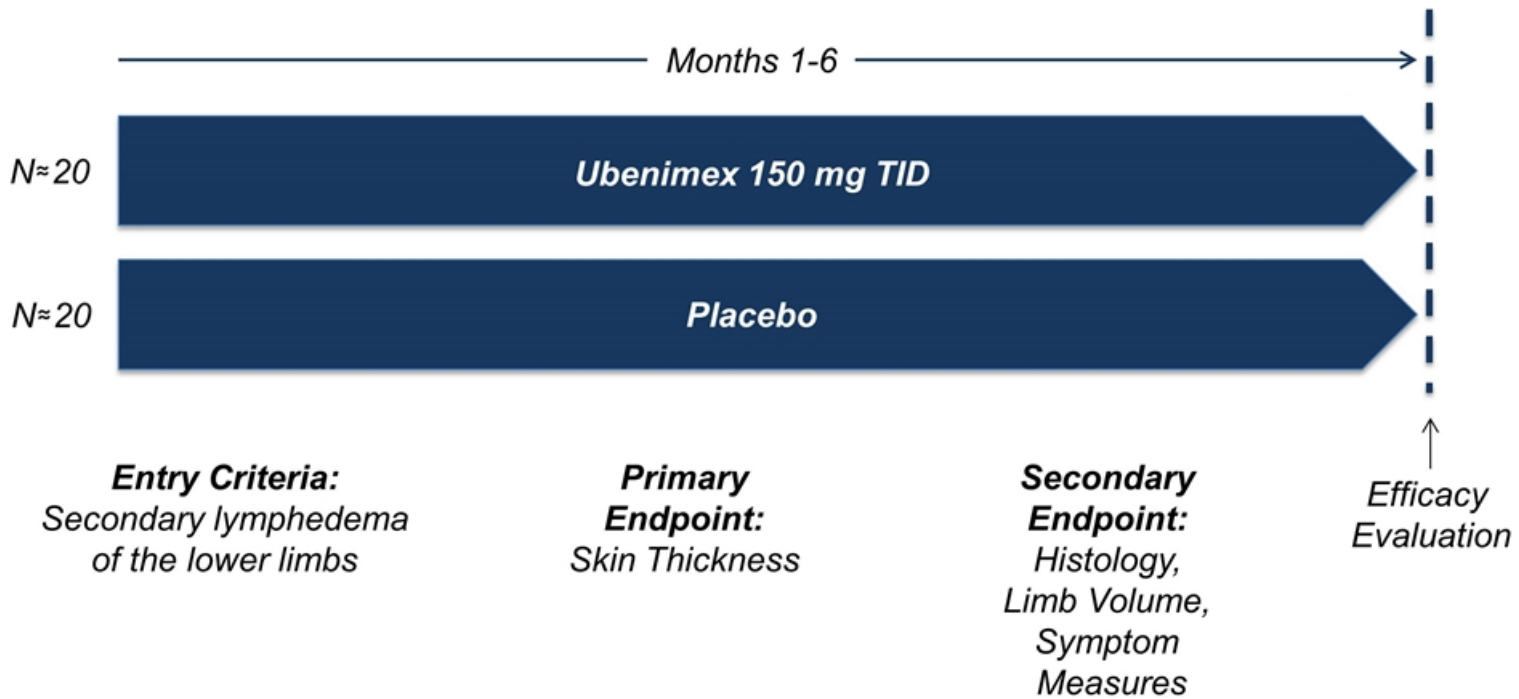 Months 1-6
N≈20
Ubenimex 150 mg TID
N≈20
Placebo
Entry Criteria:
Secondary lymphedema
of the lower limbs
Primary
Endpoint:
Skin Thickness
Secondary
Endpoint:
Histology,
Limb Volume,
Symptom
Measures
Efficacy
Evaluation